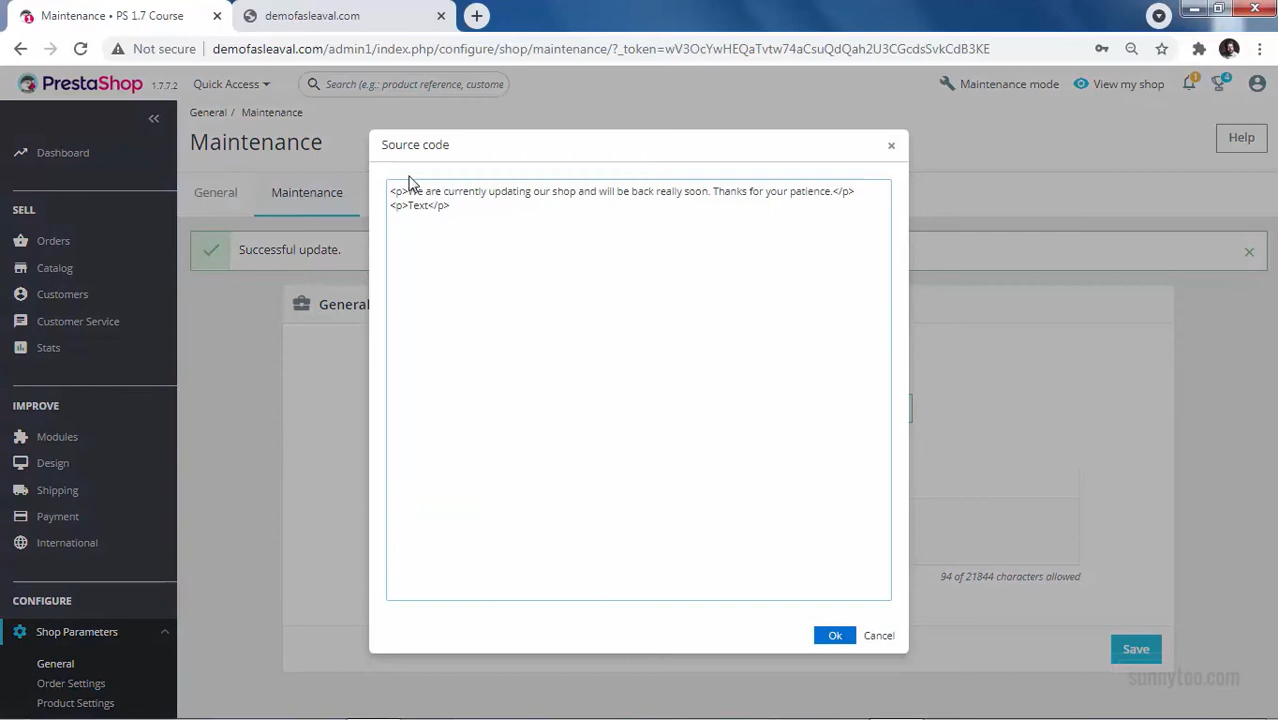 Maintenance • PS 1.7 Course
demofasleaval.com
Not secure
demofasleaval.com/admin1/index.php/configure/shop/maintenance/?_token=wV3OcYwHEQaTvtw74aCsuQdQah2U3CGcdsSvkCdB3KE
PrestaShop 1.7.7.2
Quick Access
Search (e.g.: product reference, custome
Maintenance mode
View my shop
1
4
General / Maintenance
Maintenance
Help
Dashboard
General
Maintenance
SELL
Orders
Catalog
Customers
Customer Service
Stats
IMPROVE
Modules
Design
Shipping
Payment
International
CONFIGURE
Shop Parameters
General
Order Settings
Product Settings
Successful update.
General
Source code
<p>We are currently updating our shop and will be back really soon. Thanks for your patience.</p>
<p>Text</p>
Ok
Cancel
94 of 21844 characters allowed
Save
sunnytoo.com